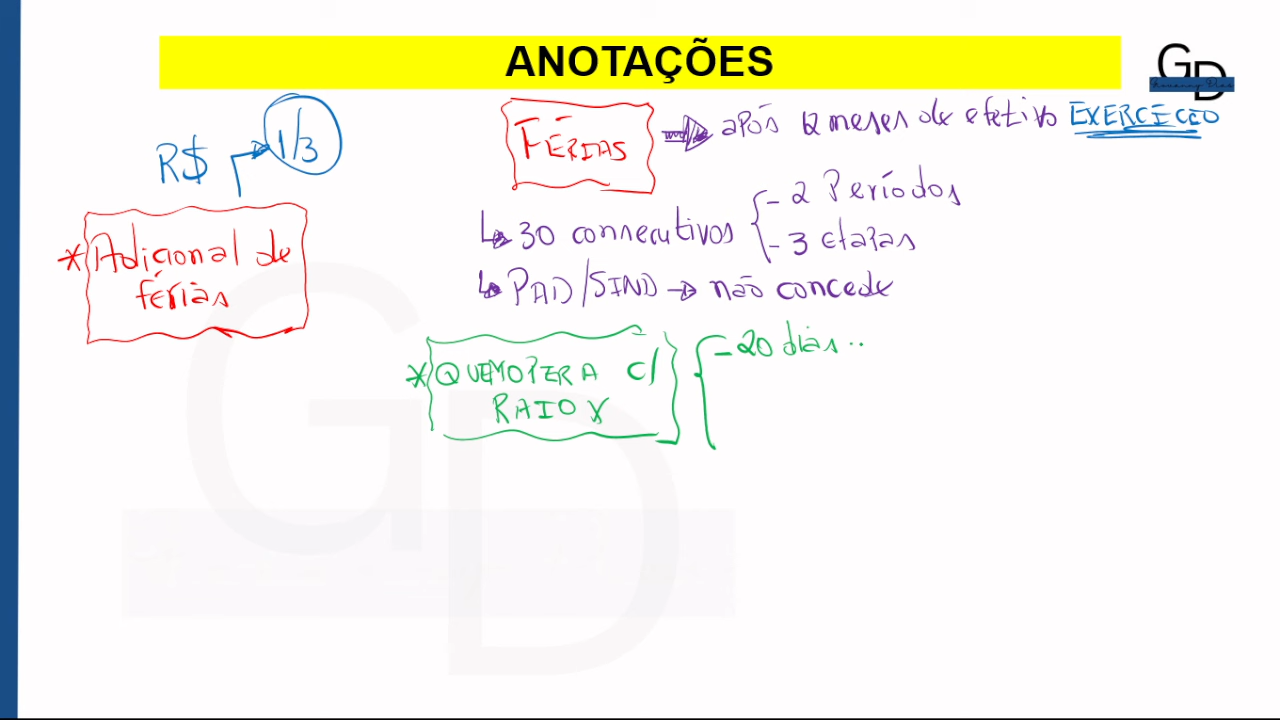 ANOTAÇÕES
GD
R$ 1/3
* Adicional de
férias
FÉRIAS
após 12 meses de efetivo EXERCÍCIO
30 consecutivos
- 2 Períodos
- 3 etapas
PAD/SIND → não concede
* QUEM OPERA C/
RAIO X
- 20 dias..
GD